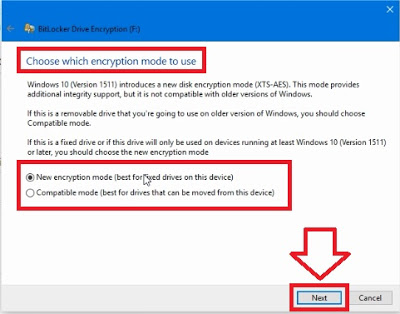 BitLocker Drive Encryption (F:)
Choose which encryption mode to use
Windows 10 (Version 1511) introduces a new disk encryption mode (XTS-AES). This mode provides
additional integrity support, but it is not compatible with older versions of Windows.
If this is a removable drive that you're going to use on older version of Windows, you should choose
Compatible mode.
If this is a fixed drive or if this drive will only be used on devices running at least Windows 10 (Version 1511)
or later, you should choose the new encryption mode
New encryption mode (best for fixed drives on this device)
Compatible mode (best for drives that can be moved from this device)
Next
Cancel